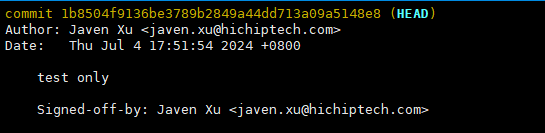 commit 1b8504f9136be3789b2849a44dd713a09a5148e8 (HEAD)
Author: Javen Xu <javen.xu@hichiptech.com>
Date:   Thu Jul 4 17:51:54 2024 +0800
test only
Signed-off-by: Javen Xu <javen.xu@hichiptech.com>